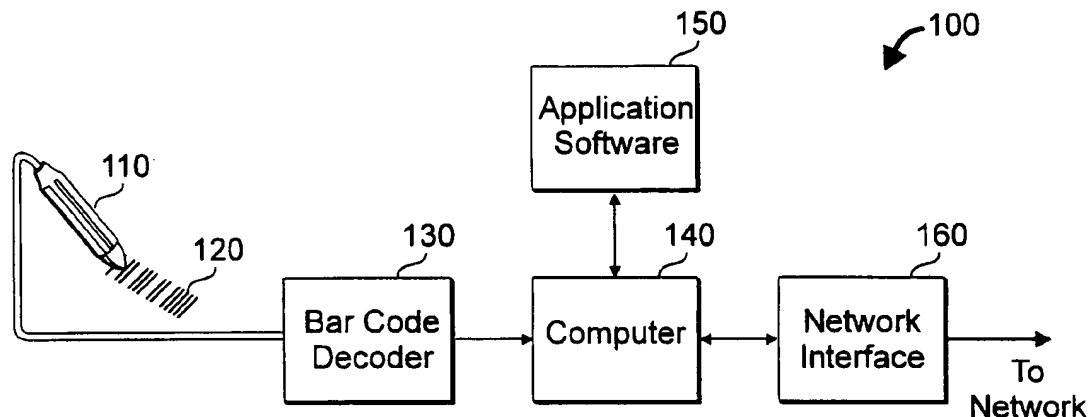 150
100
Application
Software
110
120
130
140
160
Bar Code
Decoder
Computer
Network
Interface
To
Network